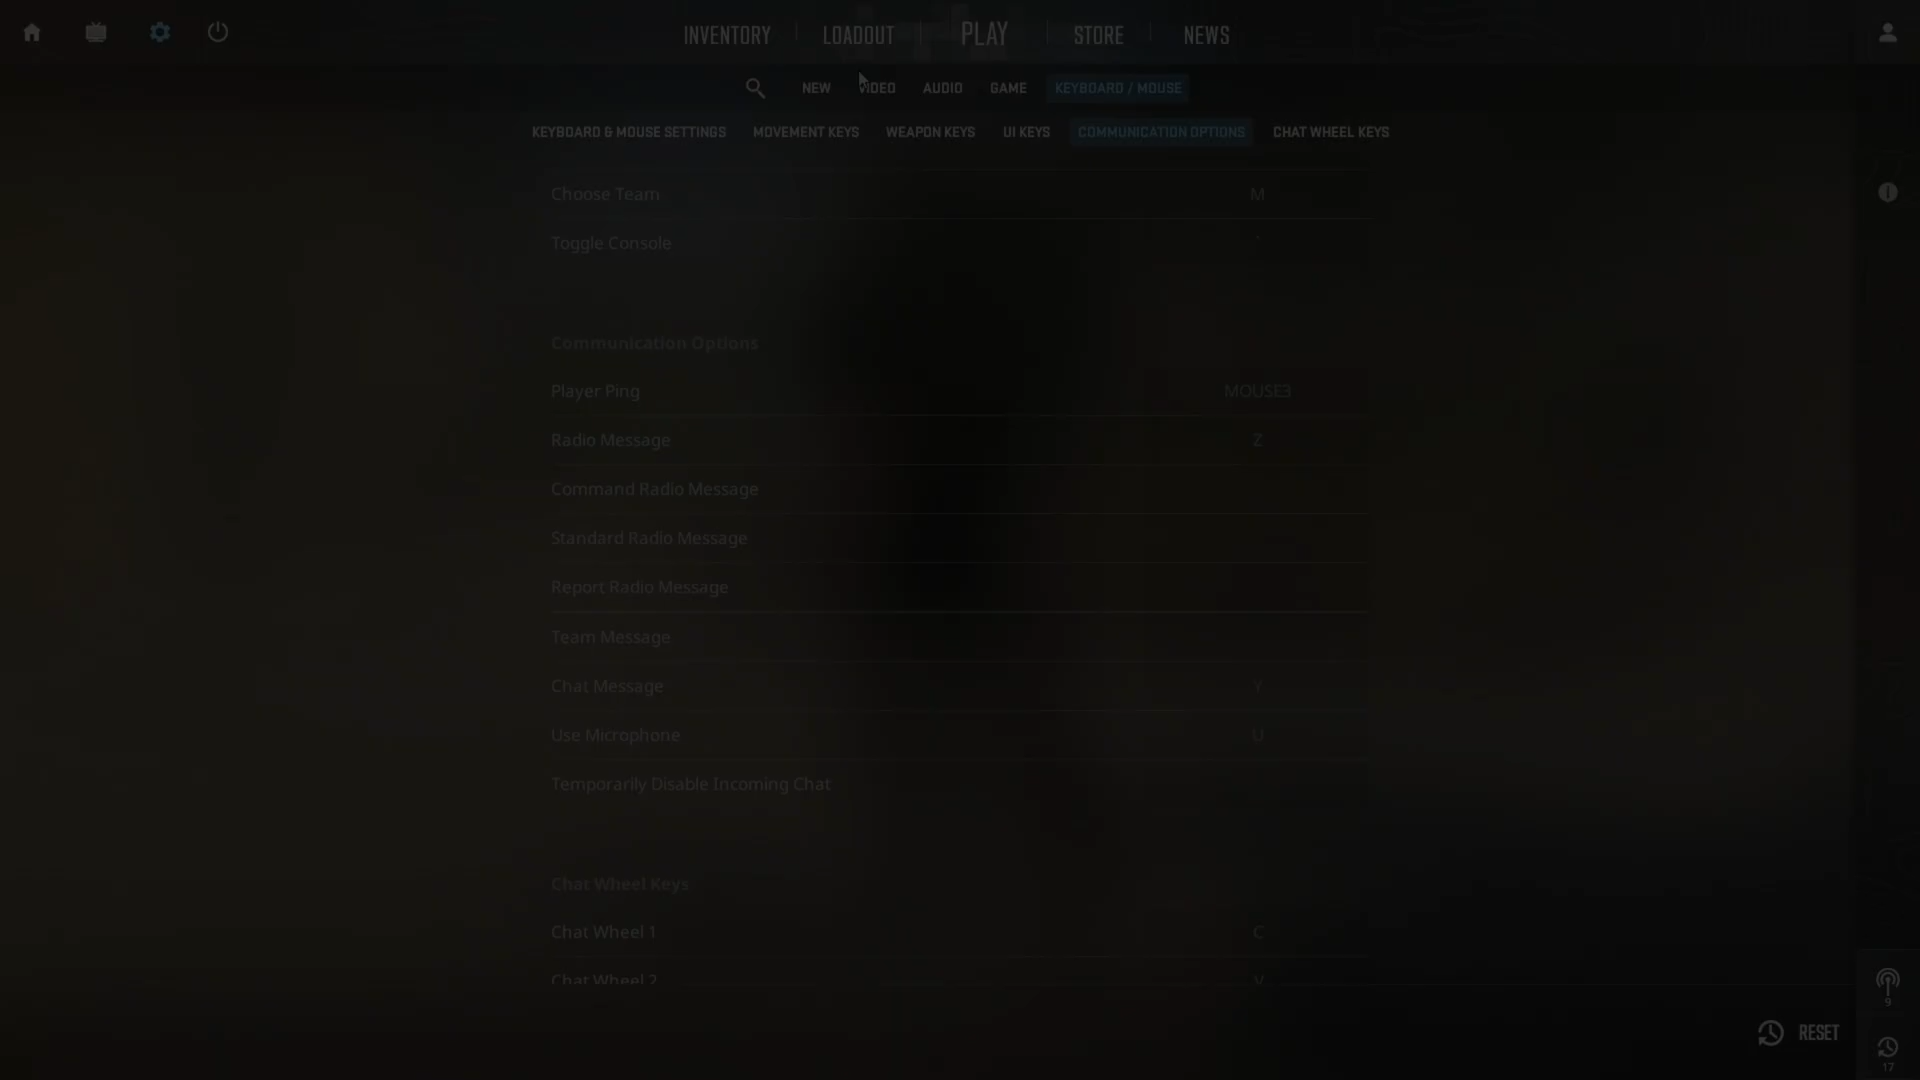 INVENTORY LOADOUT PLAY STORE NEWS
NEW VIDEO AUDIO GAME KEYBOARD / MOUSE
KEYBOARD & MOUSE SETTINGS MOVEMENT KEYS WEAPON KEYS UI KEYS COMMUNICATION OPTIONS CHAT WHEEL KEYS
Choose Team M
Toggle Console
Communication Options
Player Ping MOUSE3
Radio Message Z
Command Radio Message
Standard Radio Message
Report Radio Message
Team Message
Chat Message Y
Use Microphone U
Temporarily Disable Incoming Chat
Chat Wheel Keys
Chat Wheel 1 C
Chat Wheel 2 V
9
RESET
17